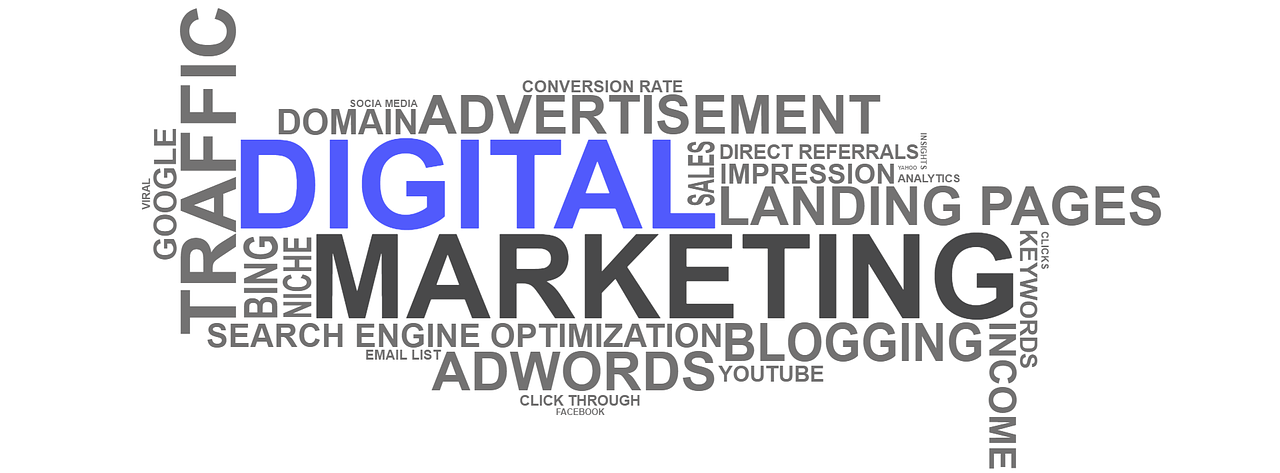 TRAFFIC
CONVERSION RATE
SOCIA MEDIA
DOMAIN
ADVERTISEMENT
GOOGLE
VIRAL
DIGITAL
SALES
DIRECT REFERRALS
INSIGHTS
IMPRESSION
YAHOO
ANALYTICS
LANDING PAGES
BING
NICHE
MARKETING
CLICKS
KEYWORDS
SEARCH ENGINE OPTIMIZATION
BLOGGING
EMAIL LIST
ADWORDS
YOUTUBE
INCOME
CLICK THROUGH
FACEBOOK